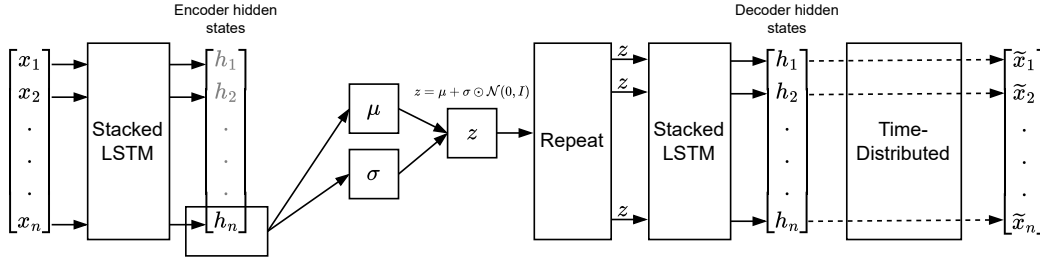 Encoder hidden
states
Decoder hidden
states
x₁
x₂
.
.
.
xₙ
Stacked
LSTM
h₁
h₂
.
.
.
hₙ
μ
σ
z = μ + σ ⊙ 𝒩(0, I)
z
Repeat
z
z
z
Stacked
LSTM
h₁
h₂
.
.
.
hₙ
Time-
Distributed
x̃₁
x̃₂
.
.
.
x̃ₙ